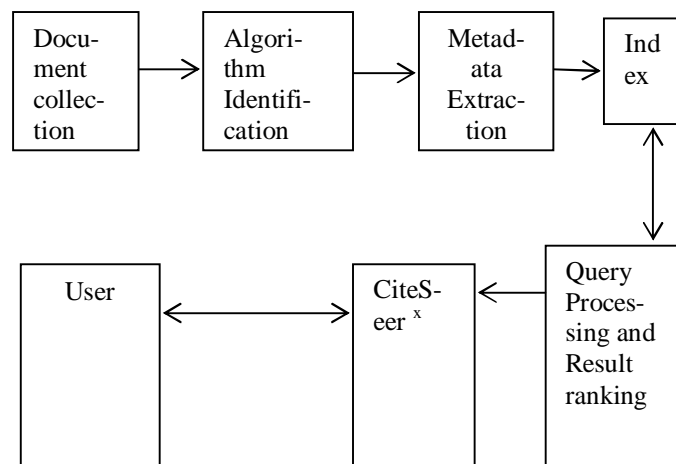 Docu-
ment
collec-
tion
Algori-
thm
Identifi-
cation
Metad-
ata
Extrac-
tion
Ind
ex
User
CiteS-
eer x
Query
Proces-
sing and
Result
ranking